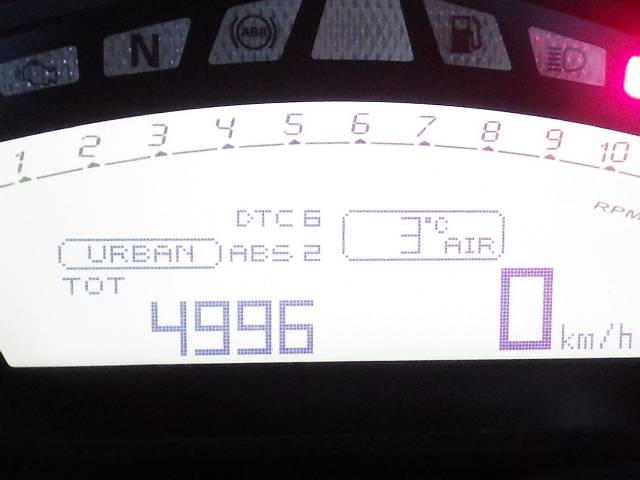 N ABS
1 2 3 4 5 6 7 8 9 10
RPM
DTC 6
3°C
URBAN ABS 2
AIR
TOT
4996 0 km/h